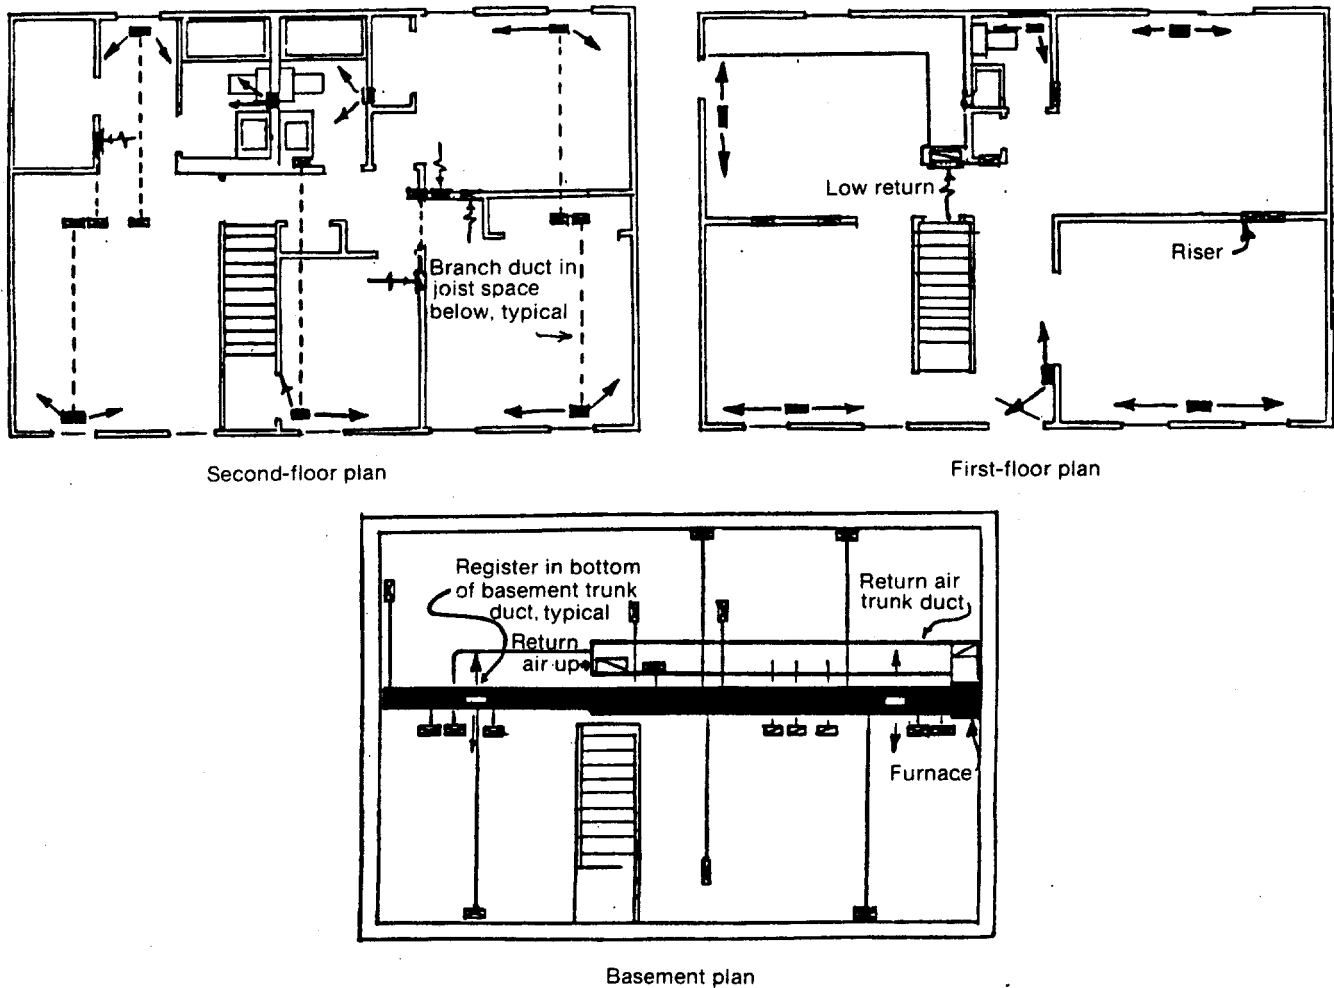 Low return
Riser
Branch duct in
joist space
below, typical
Second-floor plan
First-floor plan
Register in bottom
of basement trunk
duct, typical
Return air
trunk duct
Return
air up
Furnace
Basement plan